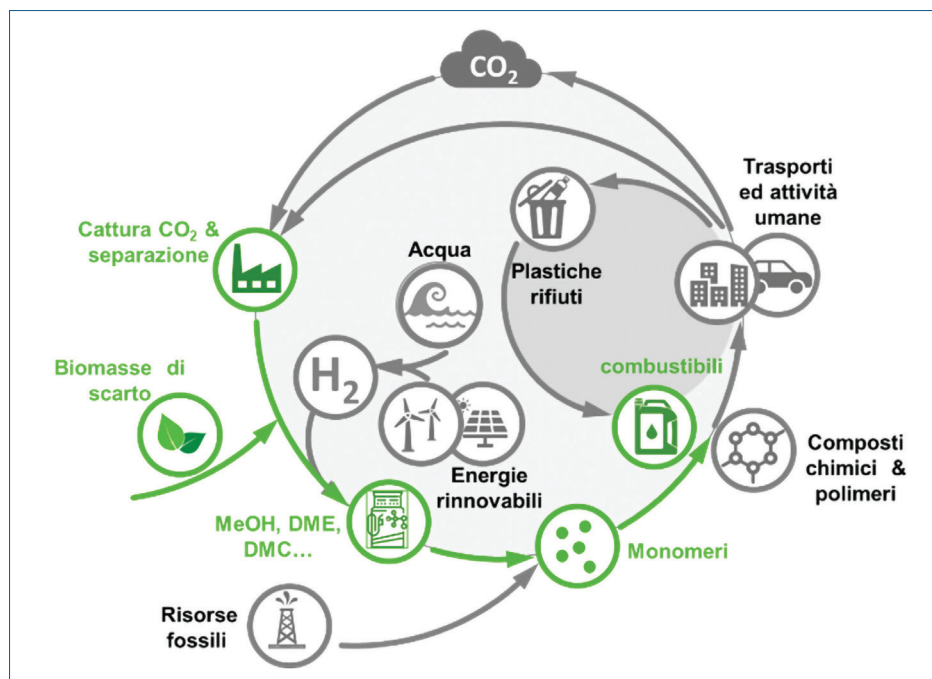 CO₂
Trasporti
ed attività
umane
Cattura CO₂ &
separazione
Acqua
Plastiche
rifiuti
H₂
combustibili
Biomasse di
scarto
Energie
rinnovabili
Composti
chimici &
polimeri
MeOH, DME,
DMC...
Monomeri
Risorse
fossili